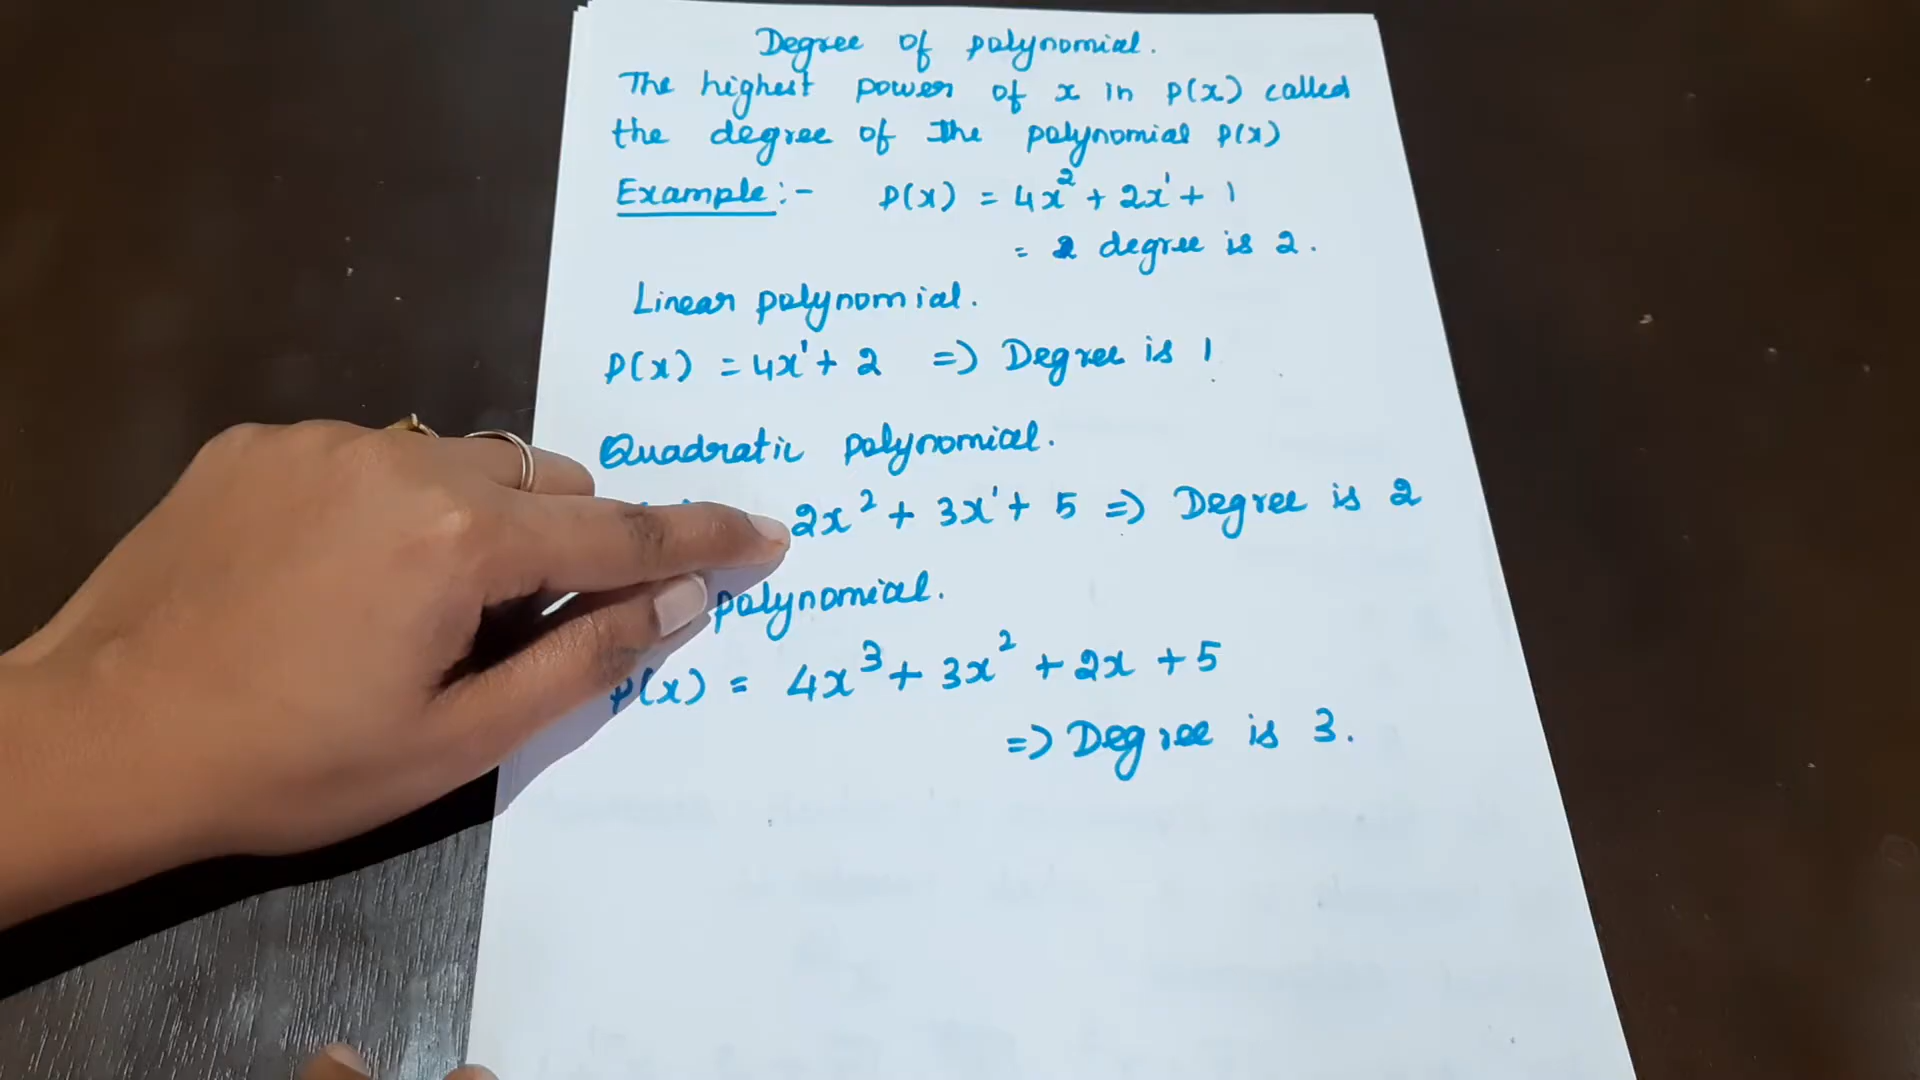 Degree of polynomial.
The highest power of x in p(x) called
the degree of the polynomial p(x)
Example:- p(x) = 4x² + 2x¹ + 1
= 2 degree is 2.
Linear polynomial.
p(x) = 4x¹ + 2 => Degree is 1
Quadratic polynomial.
2x² + 3x¹ + 5 => Degree is 2
polynomial.
p(x) = 4x³ + 3x² + 2x + 5
=> Degree is 3.